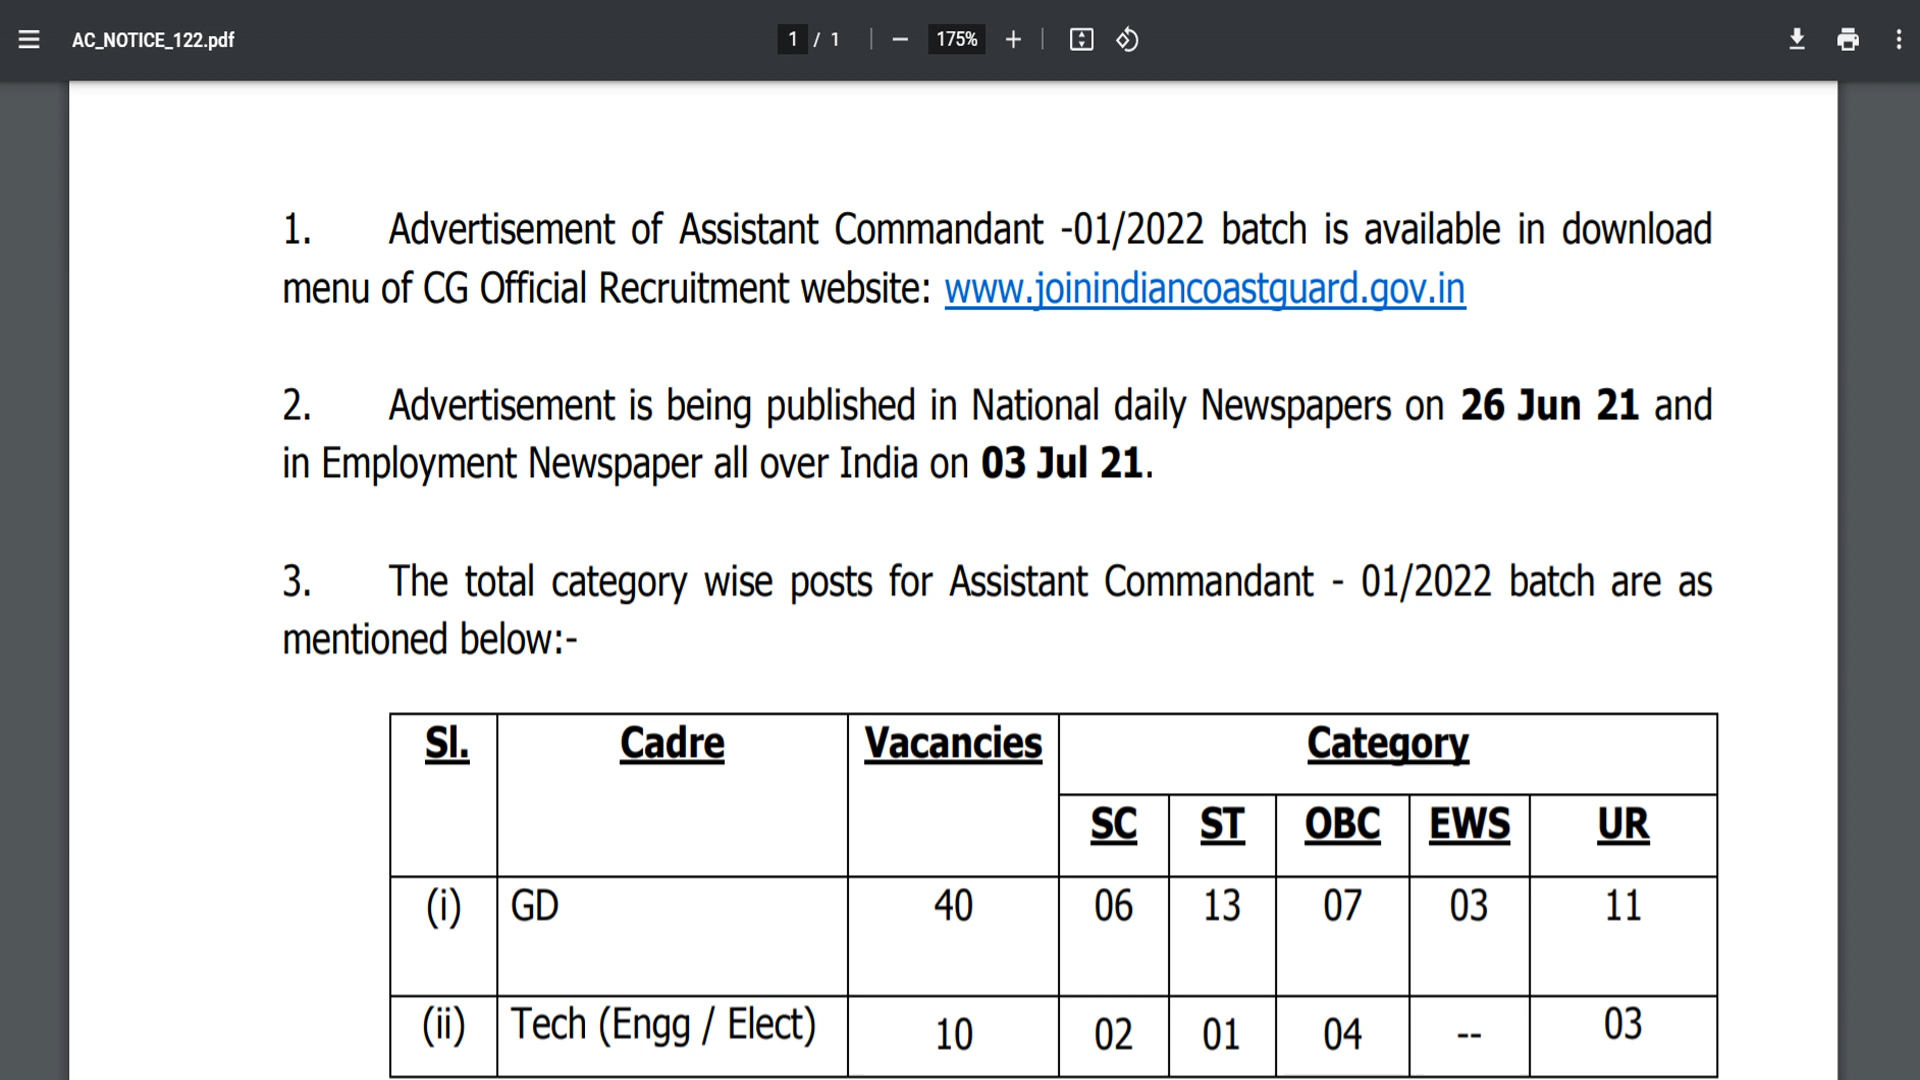 AC_NOTICE_122.pdf
1 / 1
175%
1. Advertisement of Assistant Commandant -01/2022 batch is available in download
menu of CG Official Recruitment website: www.joinindiancoastguard.gov.in
2. Advertisement is being published in National daily Newspapers on 26 Jun 21 and
in Employment Newspaper all over India on 03 Jul 21.
3. The total category wise posts for Assistant Commandant - 01/2022 batch are as
mentioned below:-
Sl. Cadre Vacancies Category
SC ST OBC EWS UR
(i) GD 40 06 13 07 03 11
(ii) Tech (Engg / Elect) 10 02 01 04 -- 03